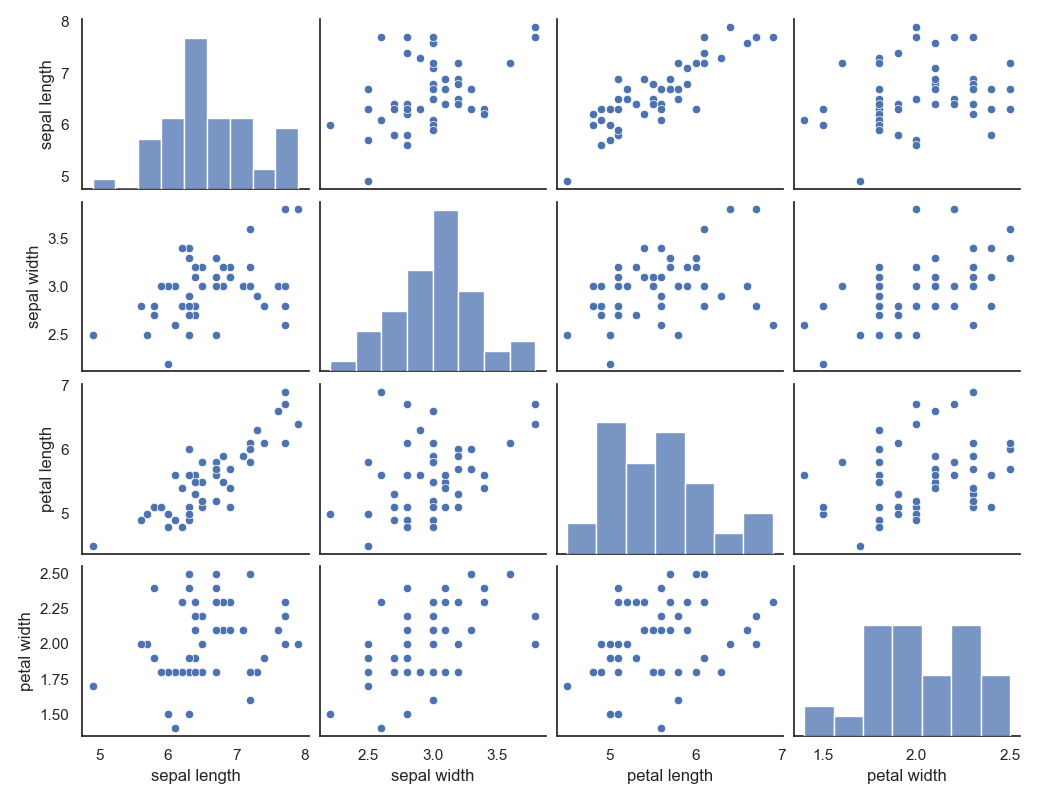 8
7
6
5
sepal length
3.5
3.0
2.5
sepal width
7
6
5
petal length
2.50
2.25
2.00
1.75
1.50
petal width
5 6 7 8
sepal length
2.5 3.0 3.5
sepal width
5 6 7
petal length
1.5 2.0 2.5
petal width